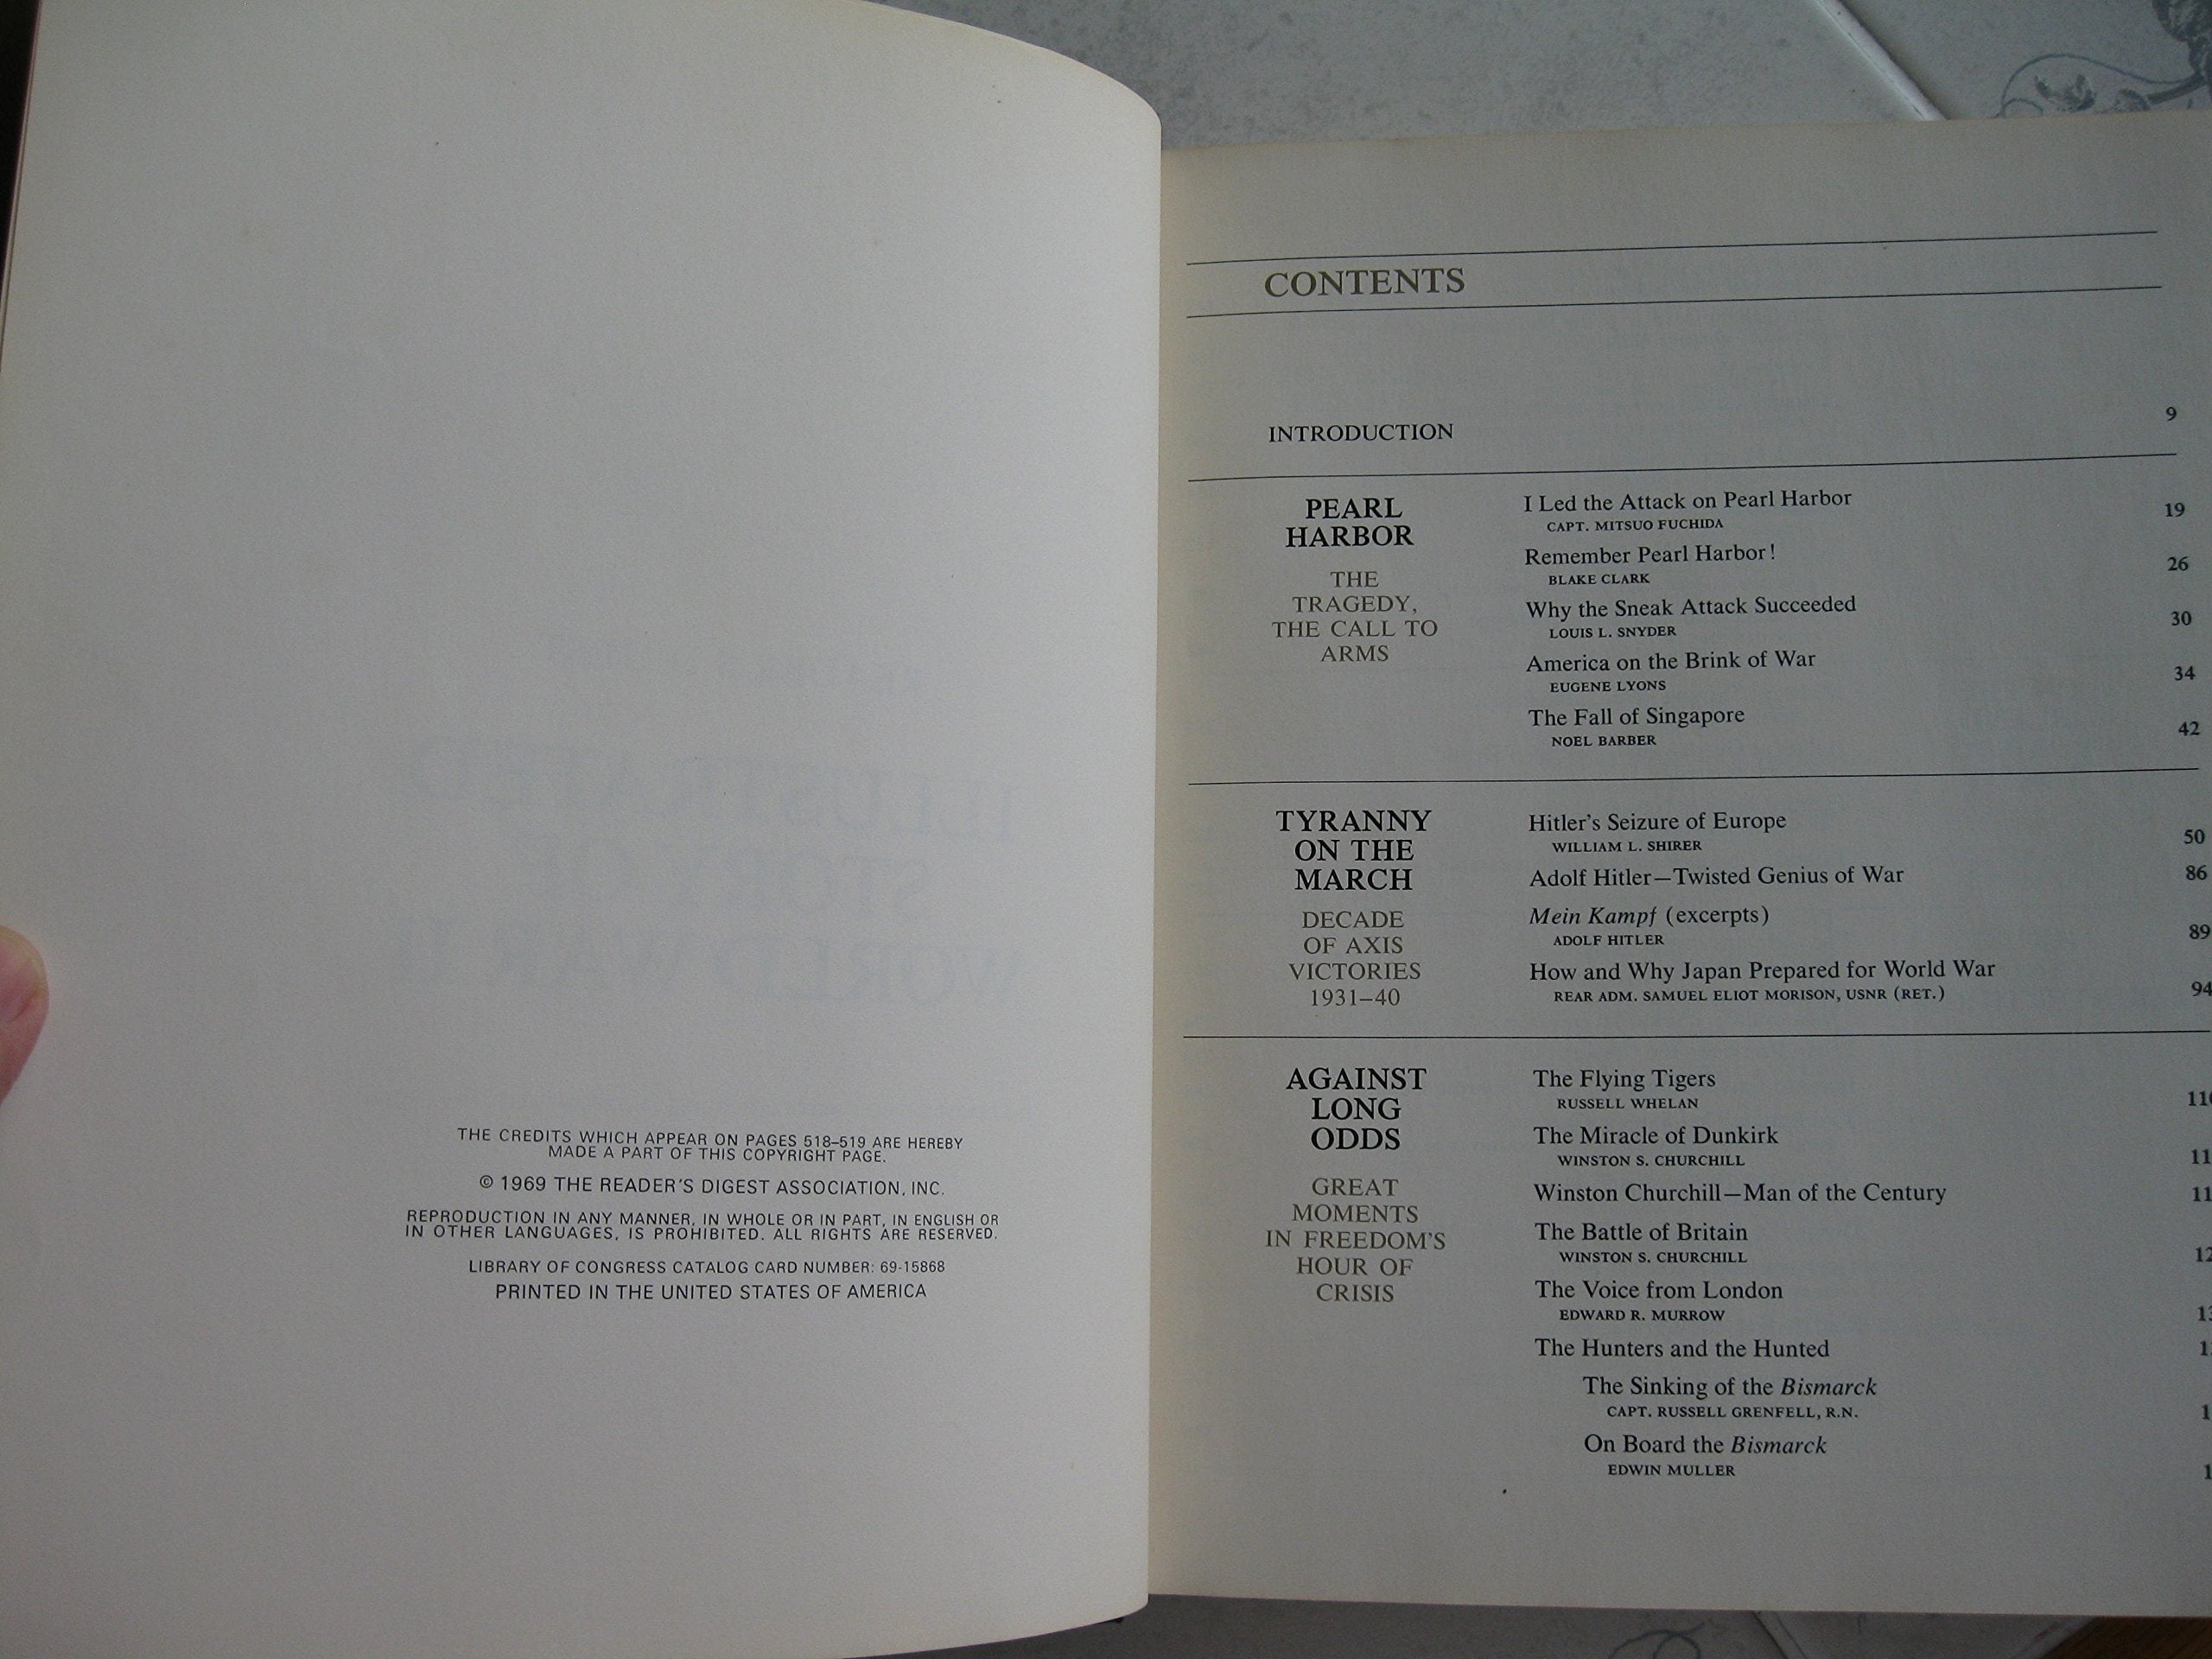 THE CREDITS WHICH APPEAR ON PAGES 518–519 ARE HEREBY
MADE A PART OF THIS COPYRIGHT PAGE.
© 1969 THE READER'S DIGEST ASSOCIATION, INC.
REPRODUCTION IN ANY MANNER, IN WHOLE OR IN PART, IN ENGLISH OR
IN OTHER LANGUAGES, IS PROHIBITED. ALL RIGHTS ARE RESERVED.
LIBRARY OF CONGRESS CATALOG CARD NUMBER: 69-15868
PRINTED IN THE UNITED STATES OF AMERICA
CONTENTS
INTRODUCTION 9
PEARL
HARBOR
THE
TRAGEDY,
THE CALL TO
ARMS
I Led the Attack on Pearl Harbor 19
CAPT. MITSUO FUCHIDA
Remember Pearl Harbor! 26
BLAKE CLARK
Why the Sneak Attack Succeeded 30
LOUIS L. SNYDER
America on the Brink of War 34
EUGENE LYONS
The Fall of Singapore 42
NOEL BARBER
TYRANNY
ON THE
MARCH
DECADE
OF AXIS
VICTORIES
1931–40
Hitler's Seizure of Europe 50
WILLIAM L. SHIRER
Adolf Hitler—Twisted Genius of War 86
Mein Kampf (excerpts) 89
ADOLF HITLER
How and Why Japan Prepared for World War 94
REAR ADM. SAMUEL ELIOT MORISON, USNR (RET.)
AGAINST
LONG
ODDS
GREAT
MOMENTS
IN FREEDOM'S
HOUR OF
CRISIS
The Flying Tigers
RUSSELL WHELAN
The Miracle of Dunkirk
WINSTON S. CHURCHILL
Winston Churchill—Man of the Century
The Battle of Britain
WINSTON S. CHURCHILL
The Voice from London
EDWARD R. MURROW
The Hunters and the Hunted
The Sinking of the Bismarck
CAPT. RUSSELL GRENFELL, R.N.
On Board the Bismarck
EDWIN MULLER